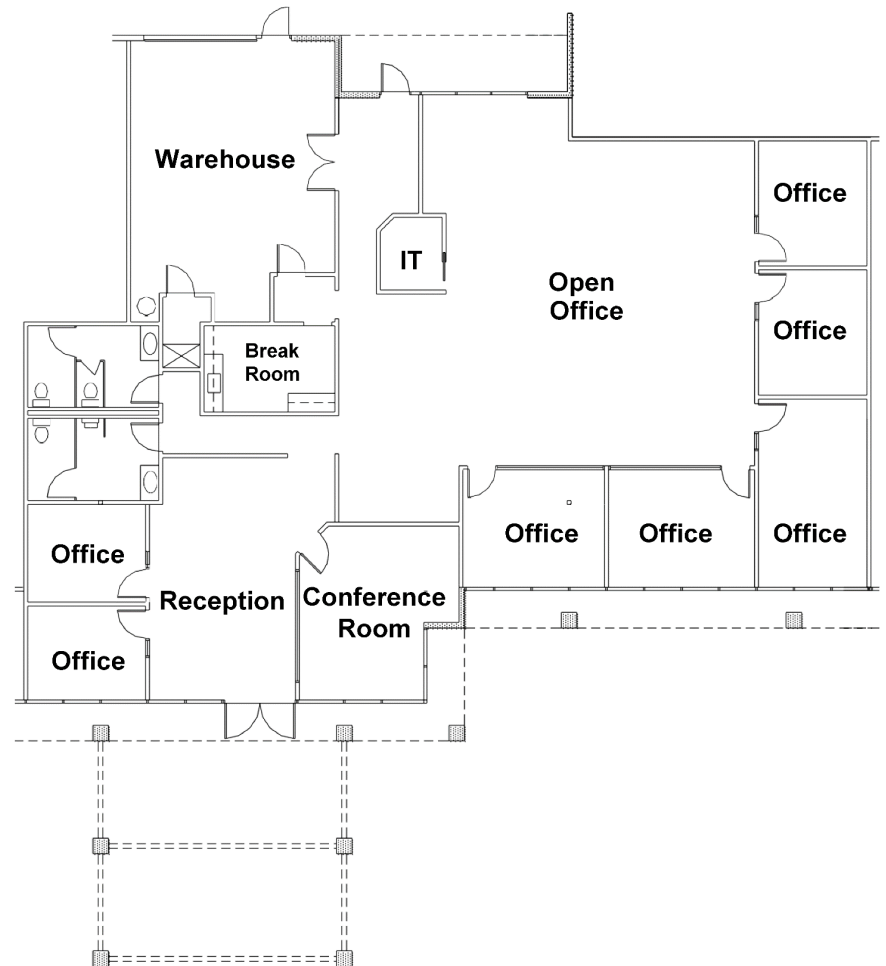 Warehouse
Office
IT
Open
Office
Office
Break
Room
Office
Office
Office
Office
Reception
Conference
Room
Office